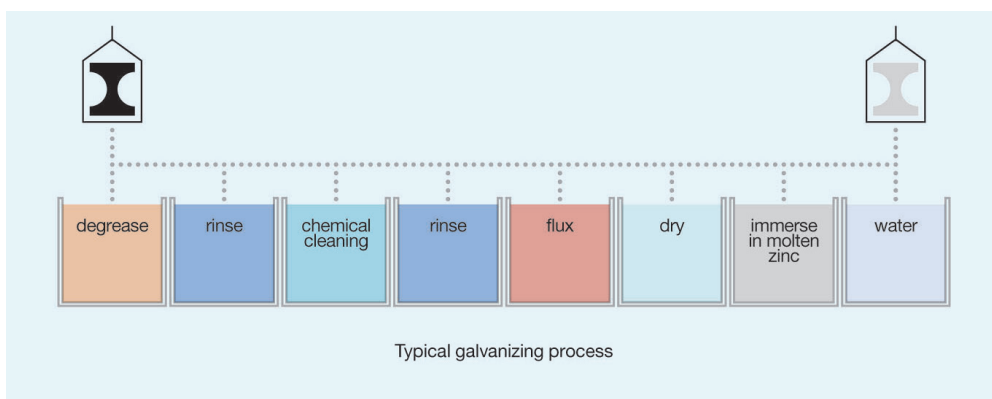 degrease
rinse
chemical
cleaning
rinse
flux
dry
immerse
in molten
zinc
water
Typical galvanizing process